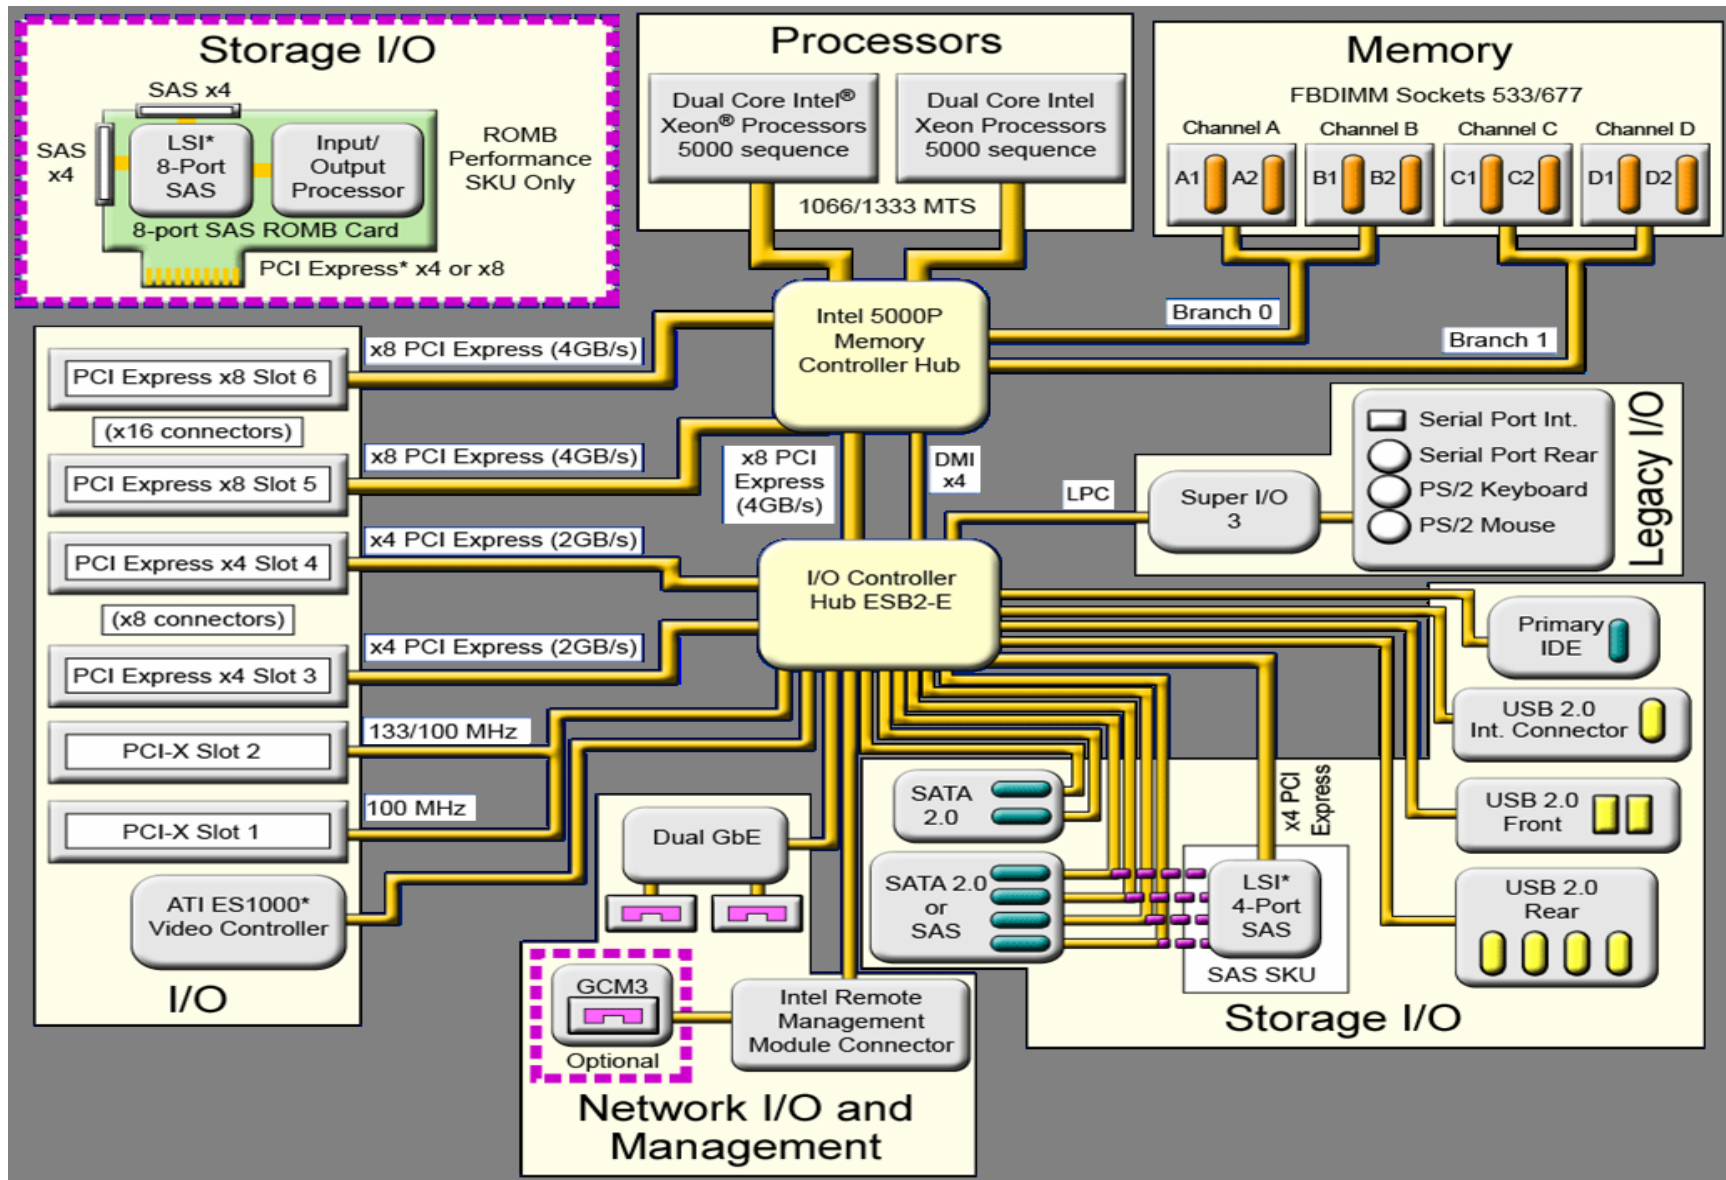 Storage I/O
SAS x4
SAS
x4
LSI*
8-Port
SAS
Input/
Output
Processor
ROMB
Performance
SKU Only
8-port SAS ROMB Card
PCI Express* x4 or x8
Processors
Dual Core Intel®
Xeon® Processors
5000 sequence
Dual Core Intel
Xeon Processors
5000 sequence
1066/1333 MTS
Memory
FBDIMM Sockets 533/677
Channel A
Channel B
Channel C
Channel D
A1
A2
B1
B2
C1
C2
D1
D2
Branch 0
Branch 1
Intel 5000P
Memory
Controller Hub
x8 PCI Express (4GB/s)
PCI Express x8 Slot 6
(x16 connectors)
x8 PCI Express (4GB/s)
PCI Express x8 Slot 5
x4 PCI Express (2GB/s)
PCI Express x4 Slot 4
(x8 connectors)
x4 PCI Express (2GB/s)
PCI Express x4 Slot 3
133/100 MHz
PCI-X Slot 2
100 MHz
PCI-X Slot 1
ATI ES1000*
Video Controller
I/O
x8 PCI
Express
(4GB/s)
DMI
x4
LPC
Super I/O
3
Serial Port Int.
Serial Port Rear
PS/2 Keyboard
PS/2 Mouse
Legacy I/O
I/O Controller
Hub ESB2-E
Primary
IDE
USB 2.0
Int. Connector
USB 2.0
Front
USB 2.0
Rear
SATA
2.0
SATA 2.0
or
SAS
x4 PCI
Express
LSI*
4-Port
SAS
SAS SKU
Storage I/O
Dual GbE
GCM3
Optional
Intel Remote
Management
Module Connector
Network I/O and
Management